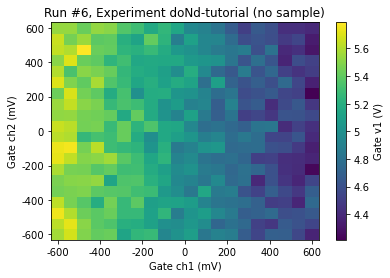 Run #6, Experiment doNd-tutorial (no sample)
600
400
200
0
-200
-400
-600
Gate ch2 (mV)
-600 -400 -200 0 200 400 600
Gate ch1 (mV)
5.6
5.4
5.2
5
4.8
4.6
4.4
Gate v1 (V)